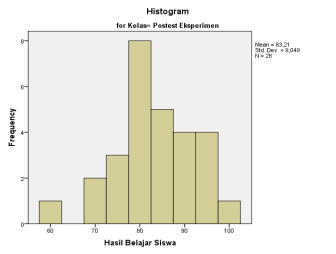 Histogram
for Kelas= Postest Eksperimen
Mean = 83,21
Std. Dev. = 9,049
N = 28
Frequency
8
6
4
2
0
60 70 80 90 100
Hasil Belajar Siswa